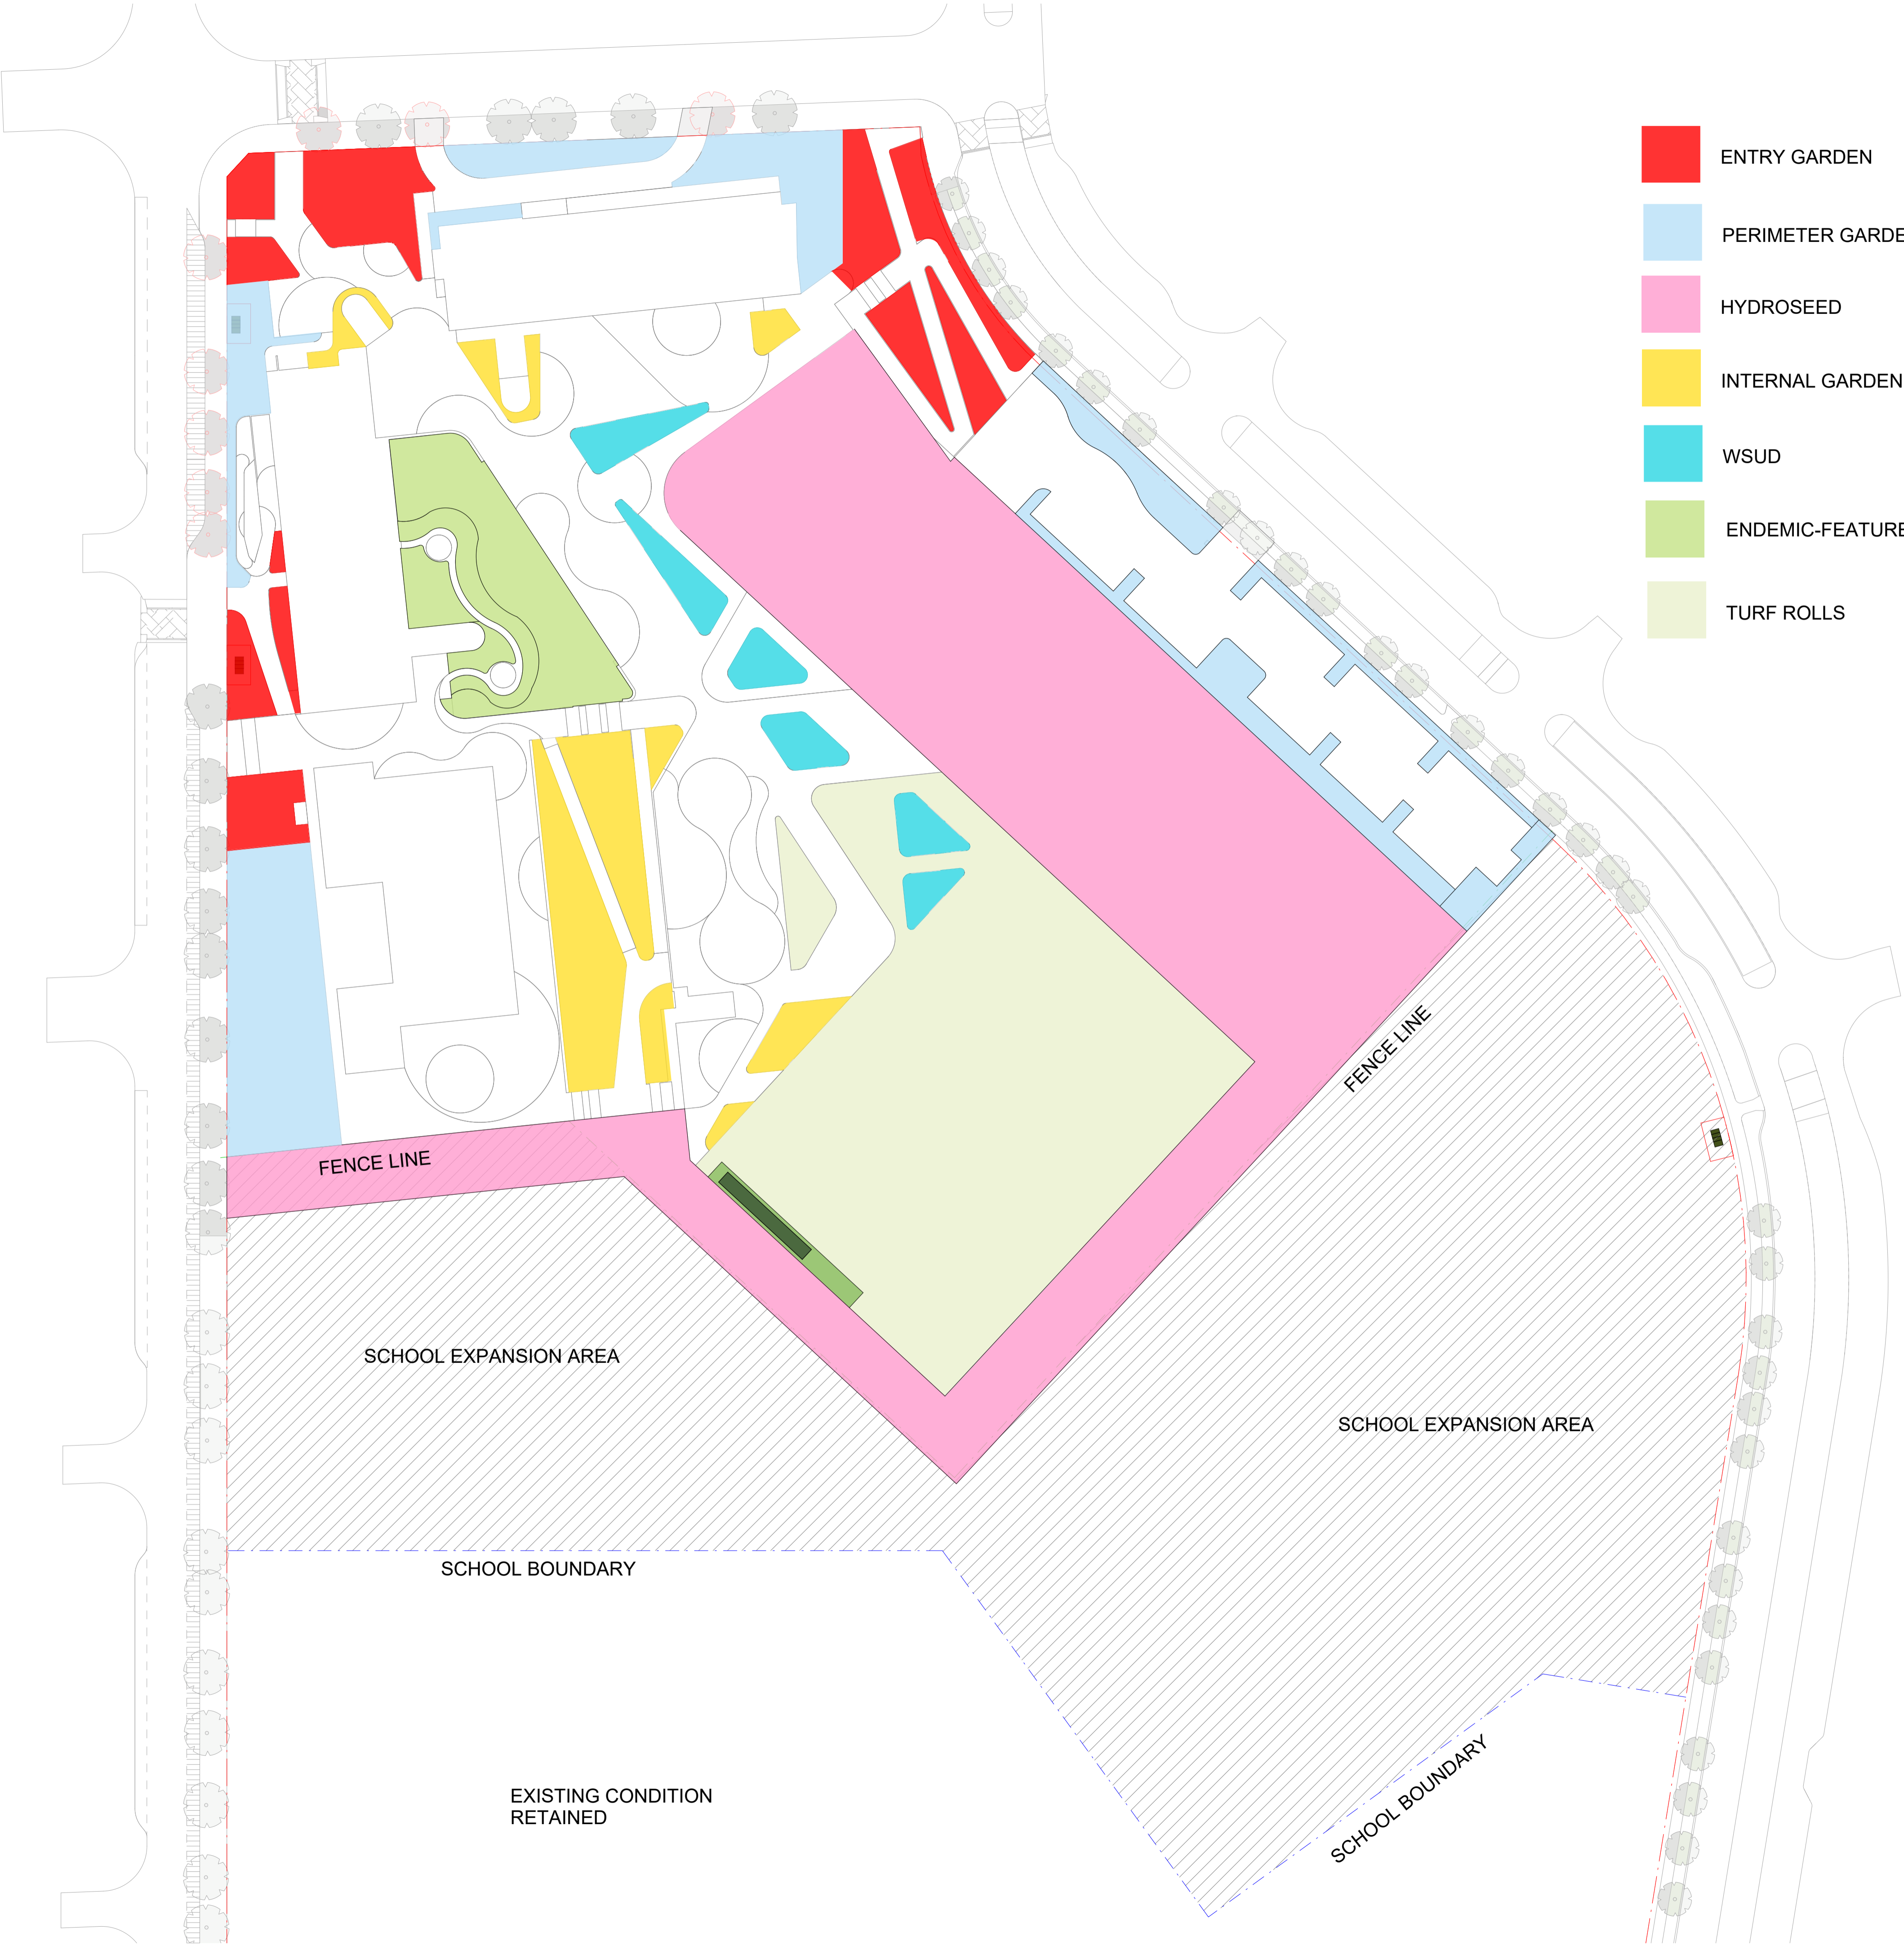 ENTRY GARDEN
PERIMETER GARDE
HYDROSEED
INTERNAL GARDEN
WSUD
ENDEMIC-FEATURE
TURF ROLLS
FENCE LINE
FENCE LINE
SCHOOL EXPANSION AREA
SCHOOL EXPANSION AREA
SCHOOL BOUNDARY
SCHOOL BOUNDARY
EXISTING CONDITION
RETAINED